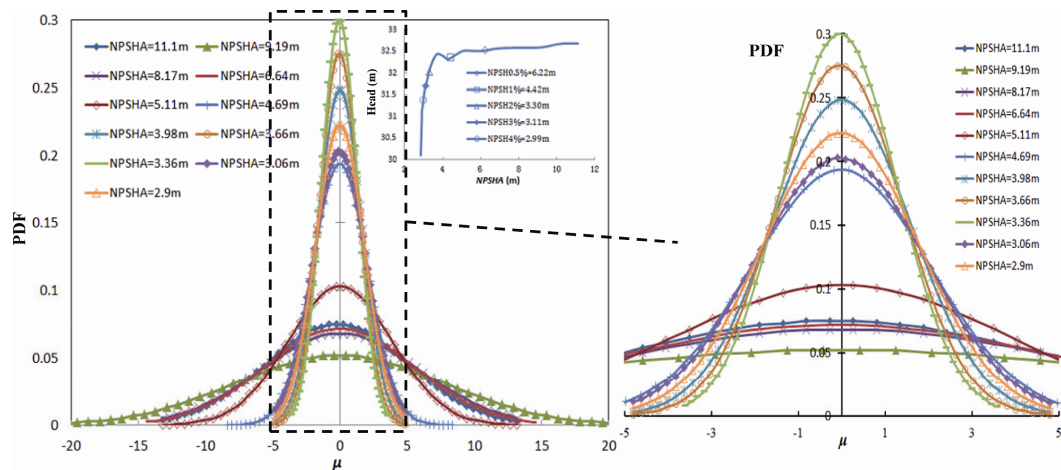 0.3
0.25
0.2
0.15
0.1
0.05
0
PDF
-20
-15
-10
-5
0
5
10
15
20
μ
NPSHA=11.1m
NPSHA=9.19m
NPSHA=8.17m
NPSHA=6.64m
NPSHA=5.11m
NPSHA=4.69m
NPSHA=3.98m
NPSHA=3.66m
NPSHA=3.36m
NPSHA=3.06m
NPSHA=2.9m
33
32.5
32
31.5
31
30.5
30
Head (m)
NPSH0.5%=6.22m
NPSH1%=4.42m
NPSH2%=3.30m
NPSH3%=3.11m
NPSH4%=2.99m
2
4
6
8
10
12
NPSHA (m)
PDF
0.3
0.25
0.2
0.15
0.1
0.05
0
-5
-3
-1
1
3
5
μ
NPSHA=11.1m
NPSHA=9.19m
NPSHA=8.17m
NPSHA=6.64m
NPSHA=5.11m
NPSHA=4.69m
NPSHA=3.98m
NPSHA=3.66m
NPSHA=3.36m
NPSHA=3.06m
NPSHA=2.9m